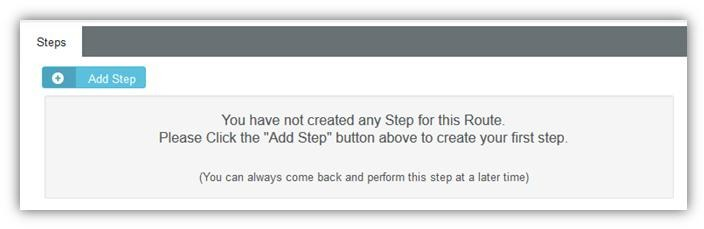 Steps
Add Step
You have not created any Step for this Route.
Please Click the "Add Step" button above to create your first step.
(You can always come back and perform this step at a later time)